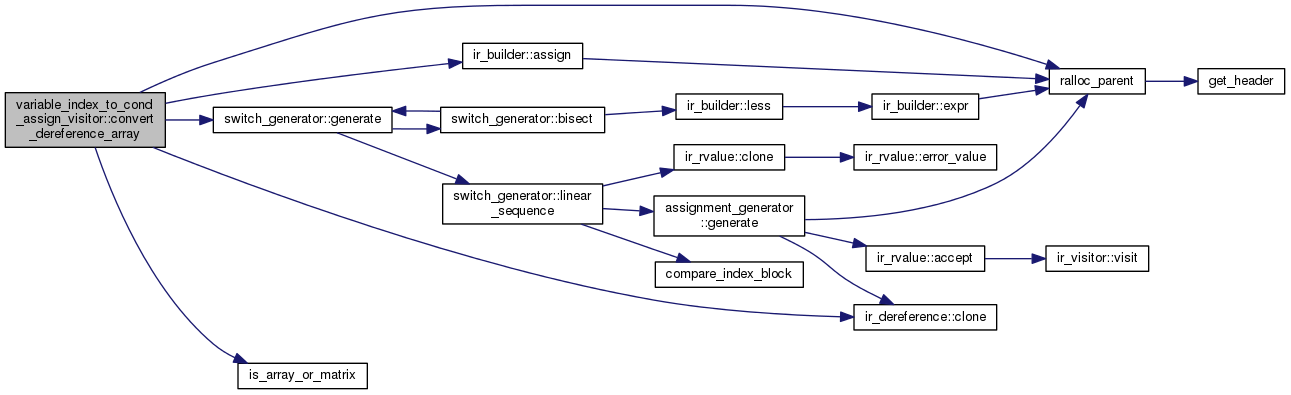 variable_index_to_cond
_assign_visitor::convert
_dereference_array
ir_builder::assign
switch_generator::generate
switch_generator::bisect
switch_generator::linear
_sequence
is_array_or_matrix
ir_builder::less
ir_builder::expr
ir_rvalue::clone
ir_rvalue::error_value
assignment_generator
::generate
compare_index_block
ir_rvalue::accept
ir_visitor::visit
ir_dereference::clone
ralloc_parent
get_header